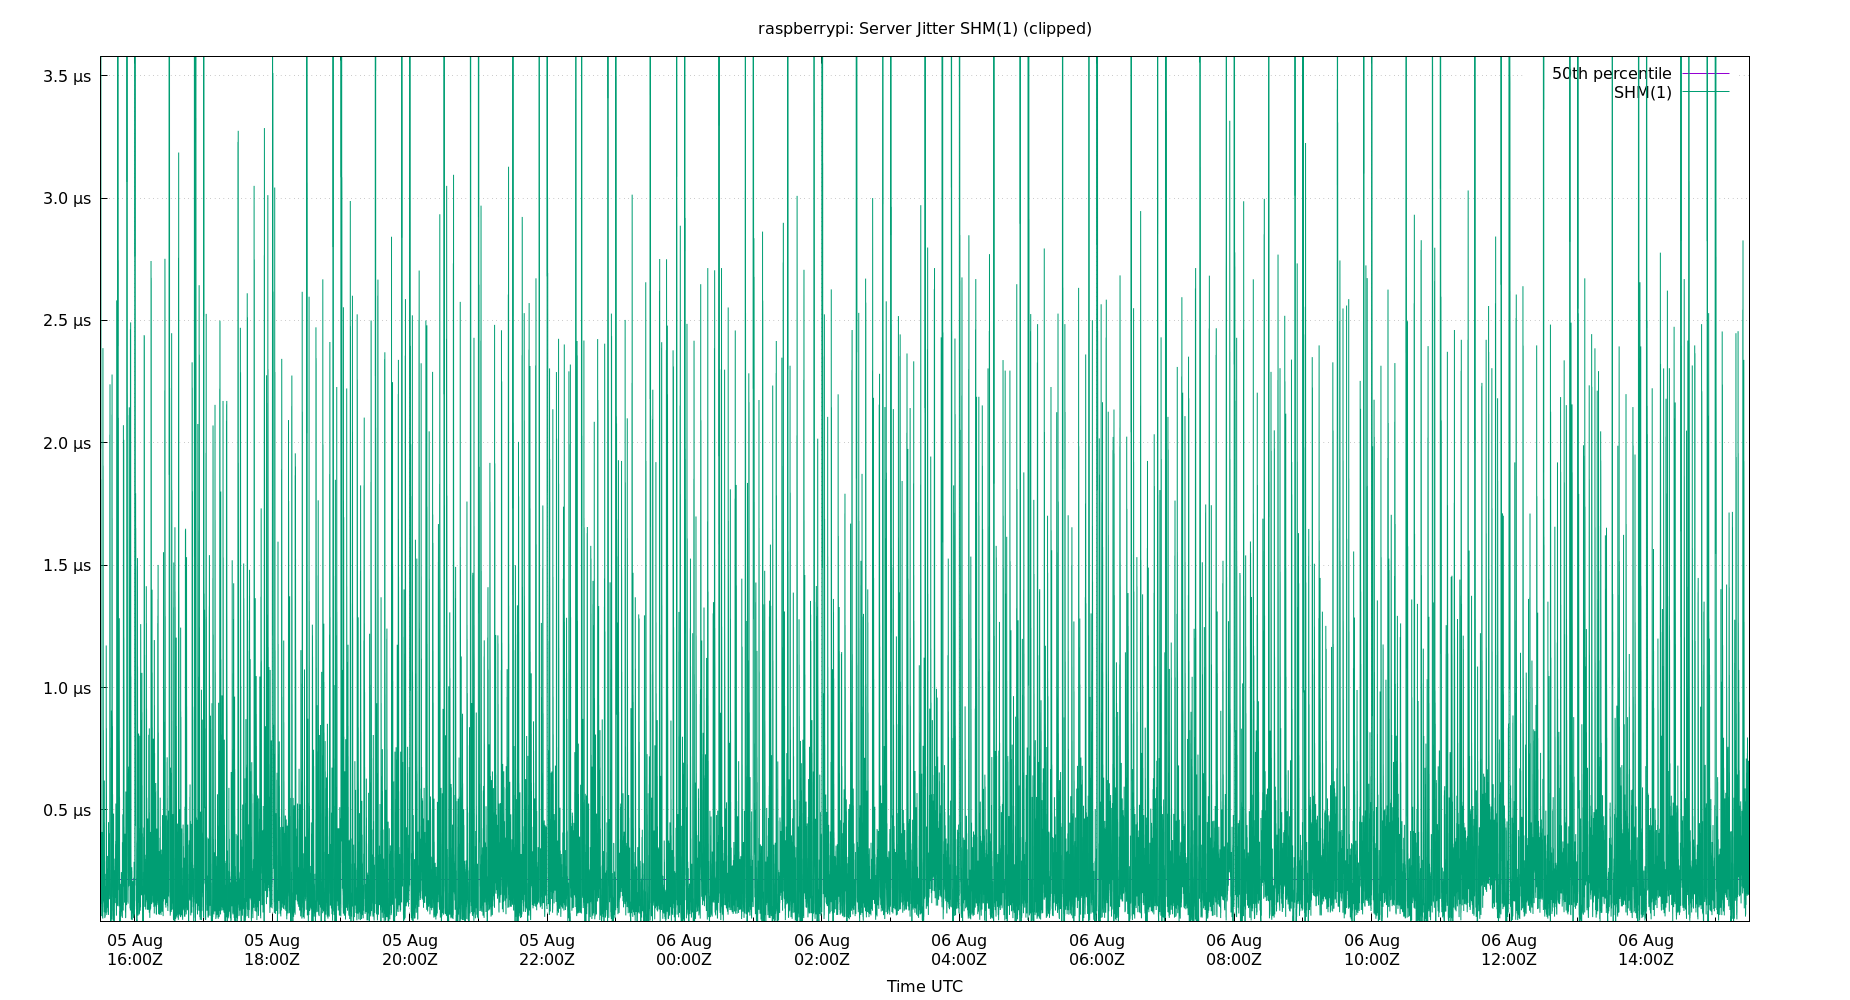 raspberrypi: Server Jitter SHM(1) (clipped)
3.5 µs
50th percentile
SHM(1)
3.0 µs
2.5 µs
2.0 µs
1.5 µs
1.0 µs
0.5 µs
05 Aug 05 Aug 05 Aug 05 Aug 06 Aug 06 Aug 06 Aug 06 Aug 06 Aug 06 Aug 06 Aug 06 Aug
16:00Z 18:00Z 20:00Z 22:00Z 00:00Z 02:00Z 04:00Z 06:00Z 08:00Z 10:00Z 12:00Z 14:00Z
Time UTC